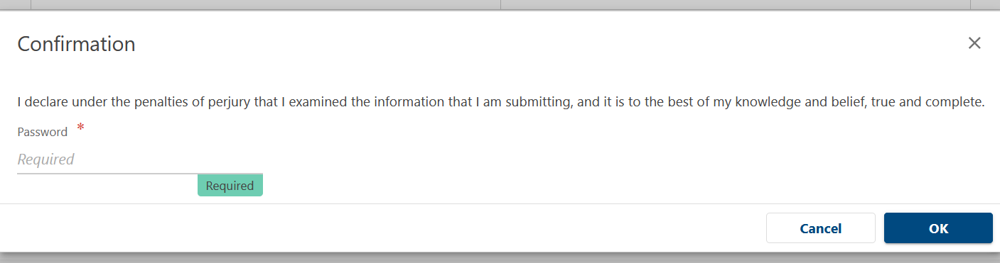 Confirmation
I declare under the penalties of perjury that I examined the information that I am submitting, and it is to the best of my knowledge and belief, true and complete.
Password *
Required
Required
Cancel OK